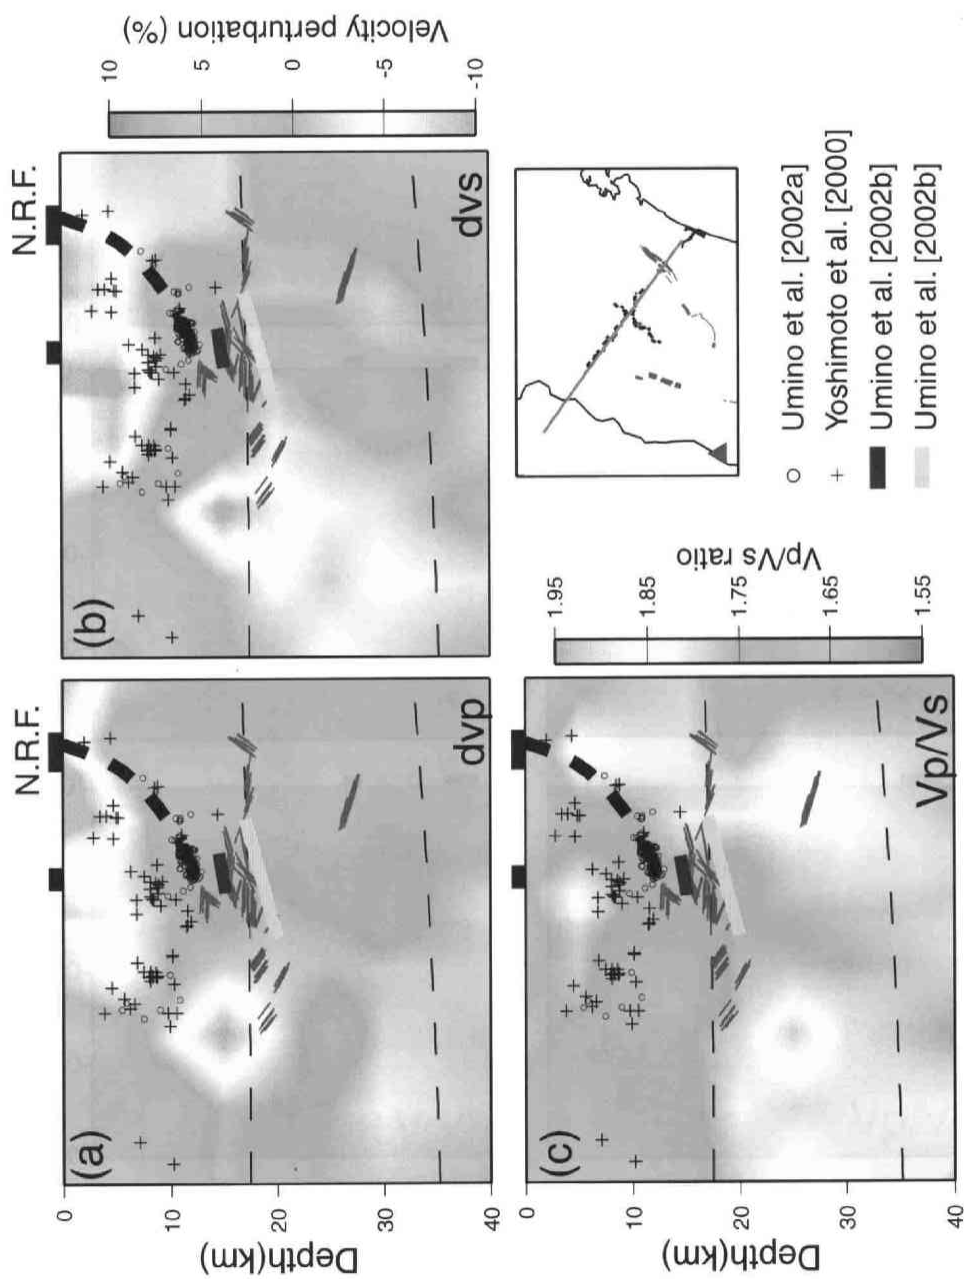 N.R.F.
(a)
dvp
0
10
20
30
40
Depth(km)
N.R.F.
(b)
dvs
10
5
0
-5
-10
Velocity perturbation (%)
(c)
Vp/Vs
0
10
20
30
40
Depth(km)
1.95
1.85
1.75
1.65
1.55
Vp/Vs ratio
Umino et al. [2002a]
Yoshimoto et al. [2000]
Umino et al. [2002b]
Umino et al. [2002b]